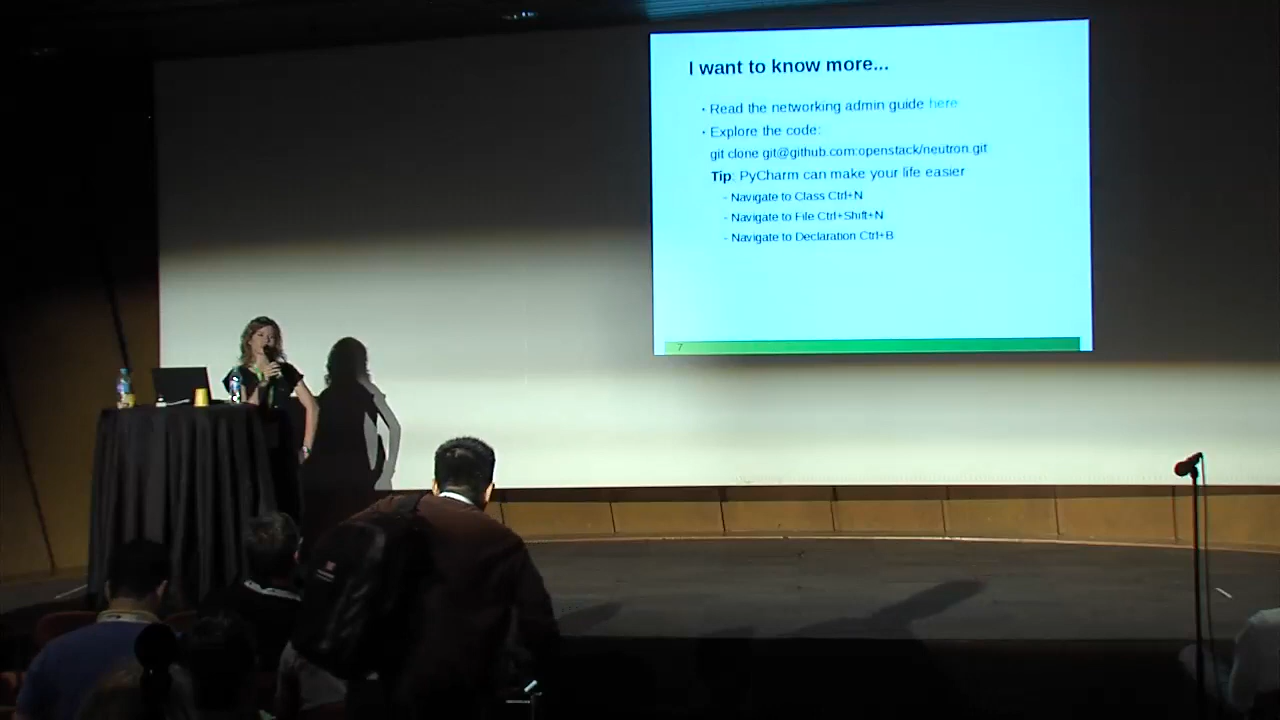 I want to know more...
• Read the networking admin guide here
• Explore the code:
git clone git@github.com:openstack/neutron.git
Tip: PyCharm can make your life easier
- Navigate to Class Ctrl+N
- Navigate to File Ctrl+Shift+N
- Navigate to Declaration Ctrl+B
7